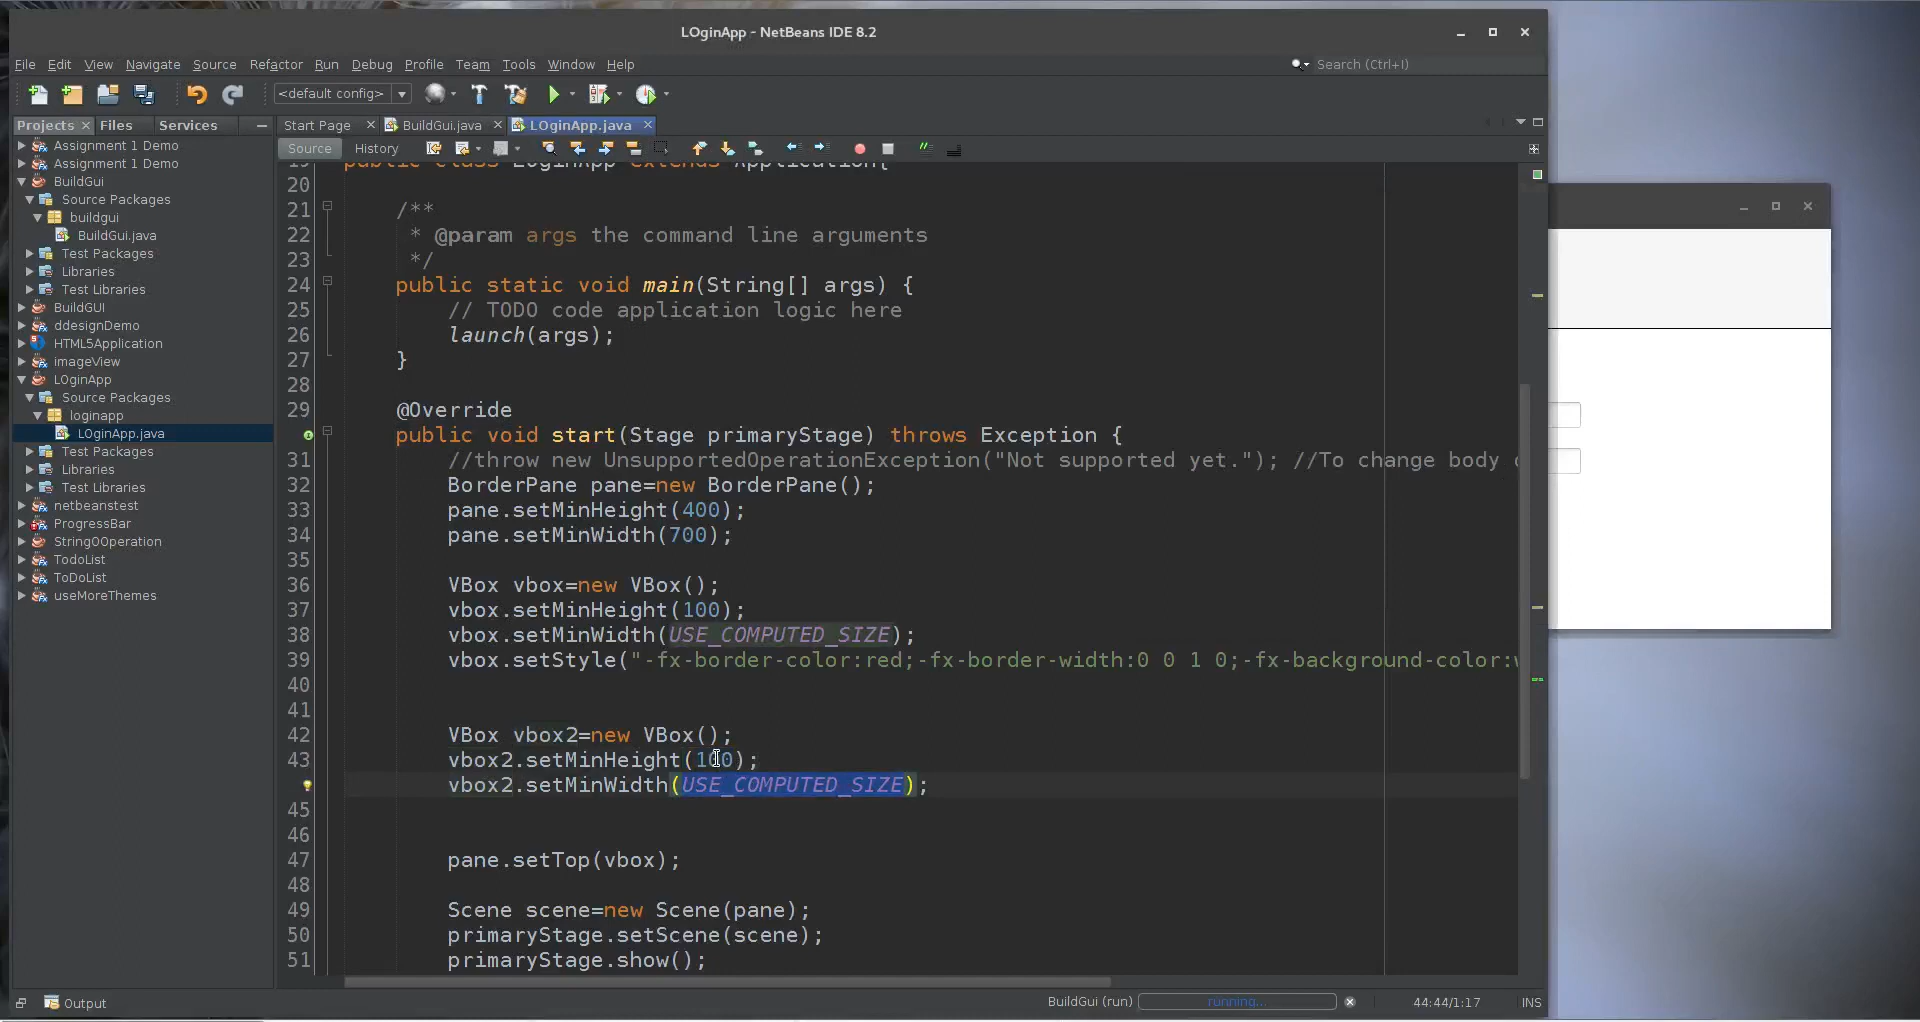 LOginApp - NetBeans IDE 8.2
File Edit View Navigate Source Refactor Run Debug Profile Team Tools Window Help
Search (Ctrl+I)
<default config>
Projects Files Services
Start Page BuildGui.java LOginApp.java
Source History
Assignment 1 Demo
Assignment 1 Demo
BuildGui
Source Packages
buildgui
BuildGui.java
Test Packages
Libraries
Test Libraries
BuildGUI
ddesignDemo
HTML5Application
imageView
LOginApp
Source Packages
loginapp
LOginApp.java
Test Packages
Libraries
Test Libraries
netbeanstest
ProgressBar
StringOOperation
TodoList
ToDoList
useMoreThemes
19 public class LOginApp extends Application{
20
21 /**
22 * @param args the command line arguments
23 */
24 public static void main(String[] args) {
25 // TODO code application logic here
26 launch(args);
27 }
28
29 @Override
public void start(Stage primaryStage) throws Exception {
31 //throw new UnsupportedOperationException("Not supported yet."); //To change body
32 BorderPane pane=new BorderPane();
33 pane.setMinHeight(400);
34 pane.setMinWidth(700);
35
36 VBox vbox=new VBox();
37 vbox.setMinHeight(100);
38 vbox.setMinWidth(USE_COMPUTED_SIZE);
39 vbox.setStyle("-fx-border-color:red;-fx-border-width:0 0 1 0;-fx-background-color:
40
41
42 VBox vbox2=new VBox();
43 vbox2.setMinHeight(100);
vbox2.setMinWidth(USE_COMPUTED_SIZE);
45
46
47 pane.setTop(vbox);
48
49 Scene scene=new Scene(pane);
50 primaryStage.setScene(scene);
51 primaryStage.show();
Output
BuildGui (run) running... 44:44/1:17 INS